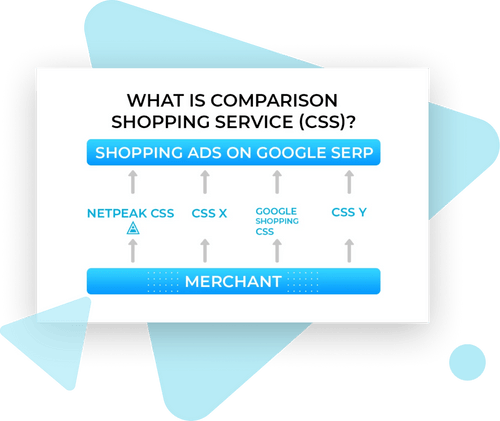 WHAT IS COMPARISON
SHOPPING SERVICE (CSS)?
SHOPPING ADS ON GOOGLE SERP
NETPEAK CSS
CSS X
GOOGLE
SHOPPING
CSS
CSS Y
MERCHANT